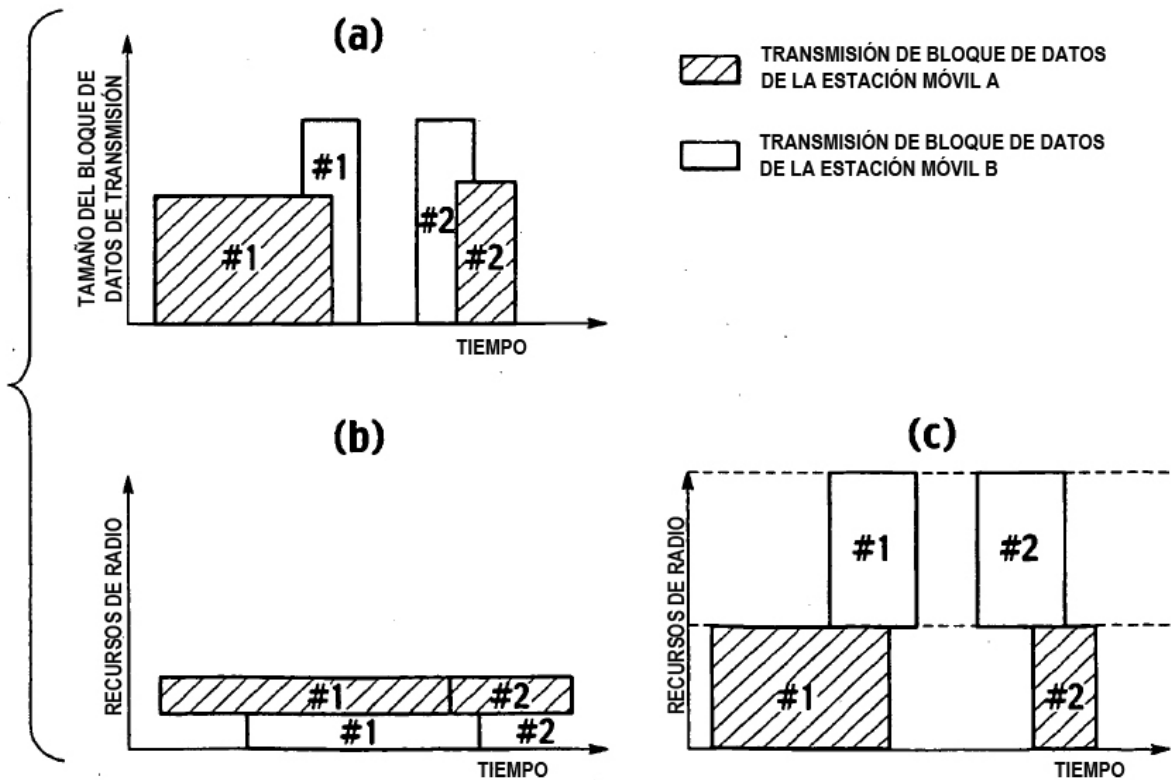 (a)
TAMAÑO DEL BLOQUE DE
DATOS DE TRANSMISIÓN
#1
#1
#2
#2
TIEMPO
TRANSMISIÓN DE BLOQUE DE DATOS
DE LA ESTACIÓN MÓVIL A
TRANSMISIÓN DE BLOQUE DE DATOS
DE LA ESTACIÓN MÓVIL B
(b)
RECURSOS DE RADIO
#1
#2
#1
#2
TIEMPO
(c)
RECURSOS DE RADIO
#1
#2
#1
#2
TIEMPO